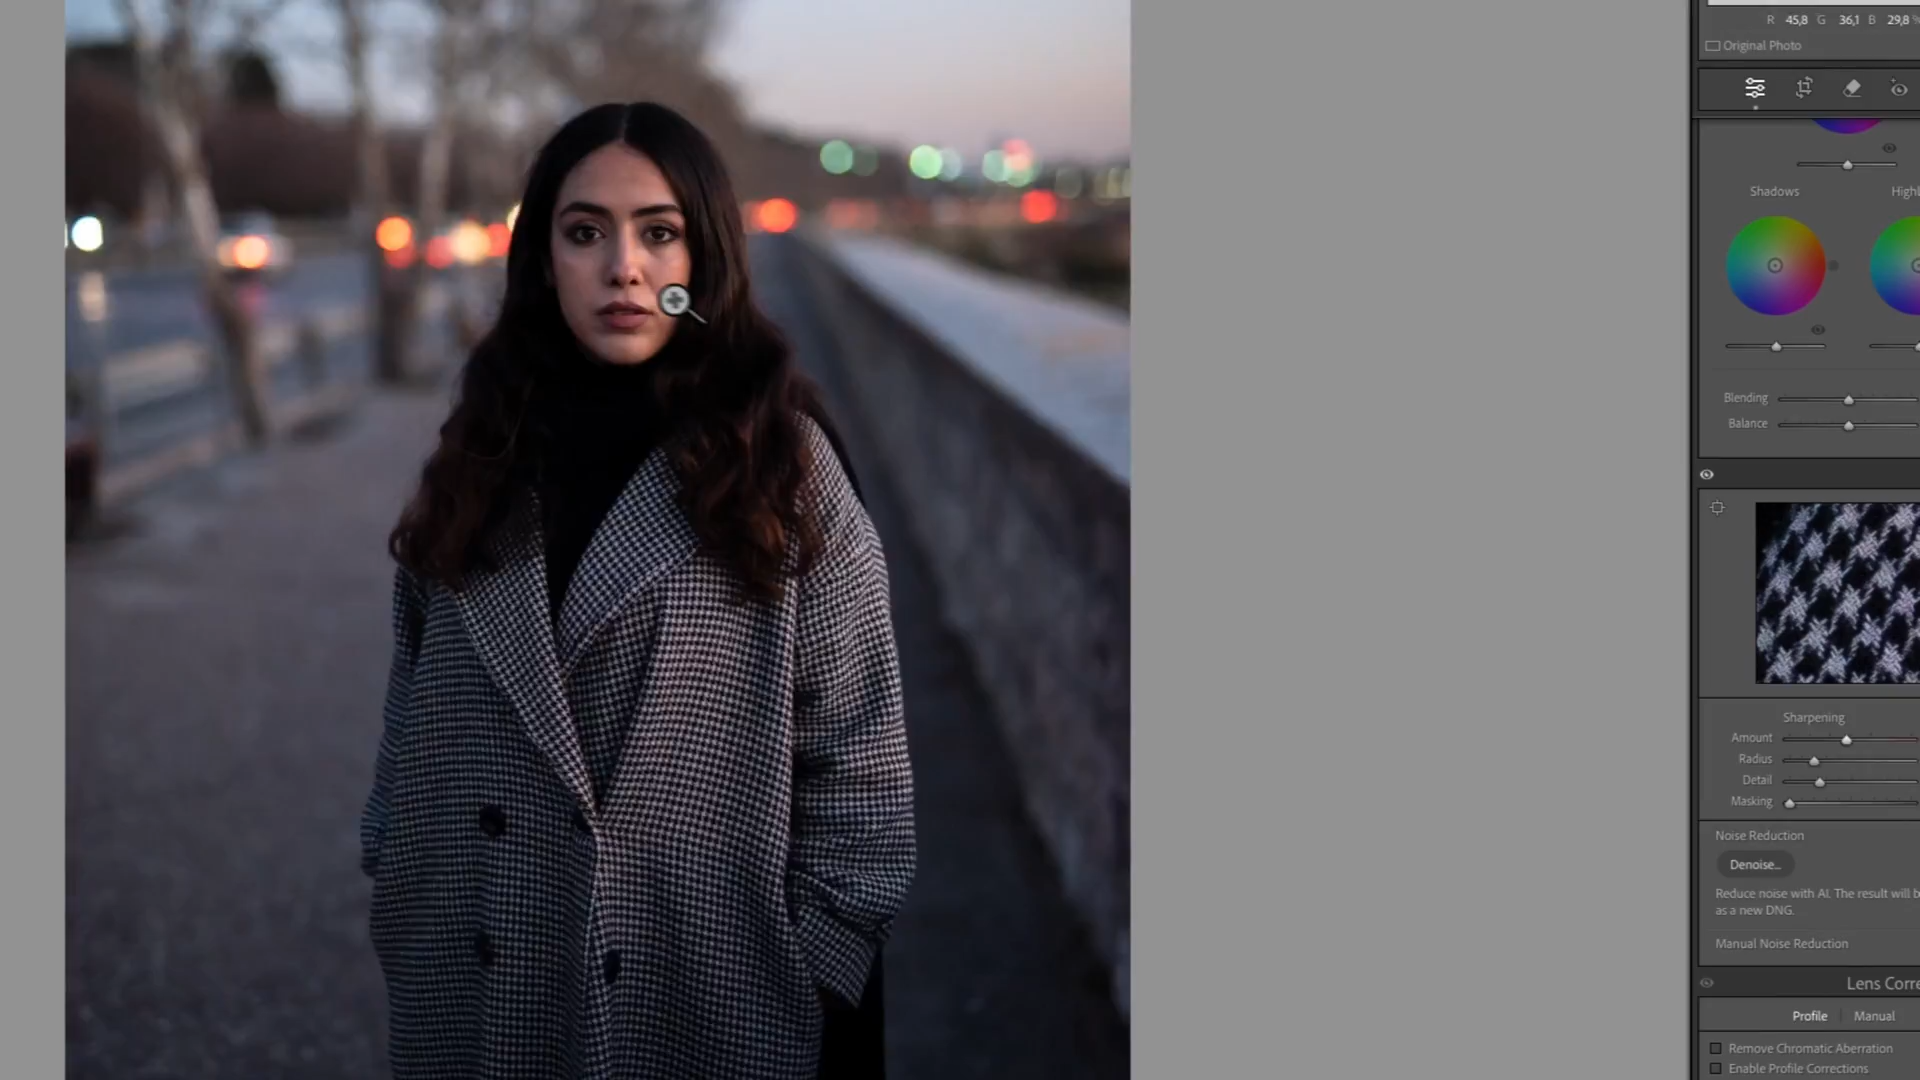 R 45,8 G 36,1 B 29,8 %
Original Photo
Shadows
Blending
Balance
Sharpening
Amount
Radius
Detail
Masking
Noise Reduction
Denoise...
Reduce noise with AI. The result will
as a new DNG.
Manual Noise Reduction
Lens
Profile Manual
Remove Chromatic Aberration
Enable Profile Corrections